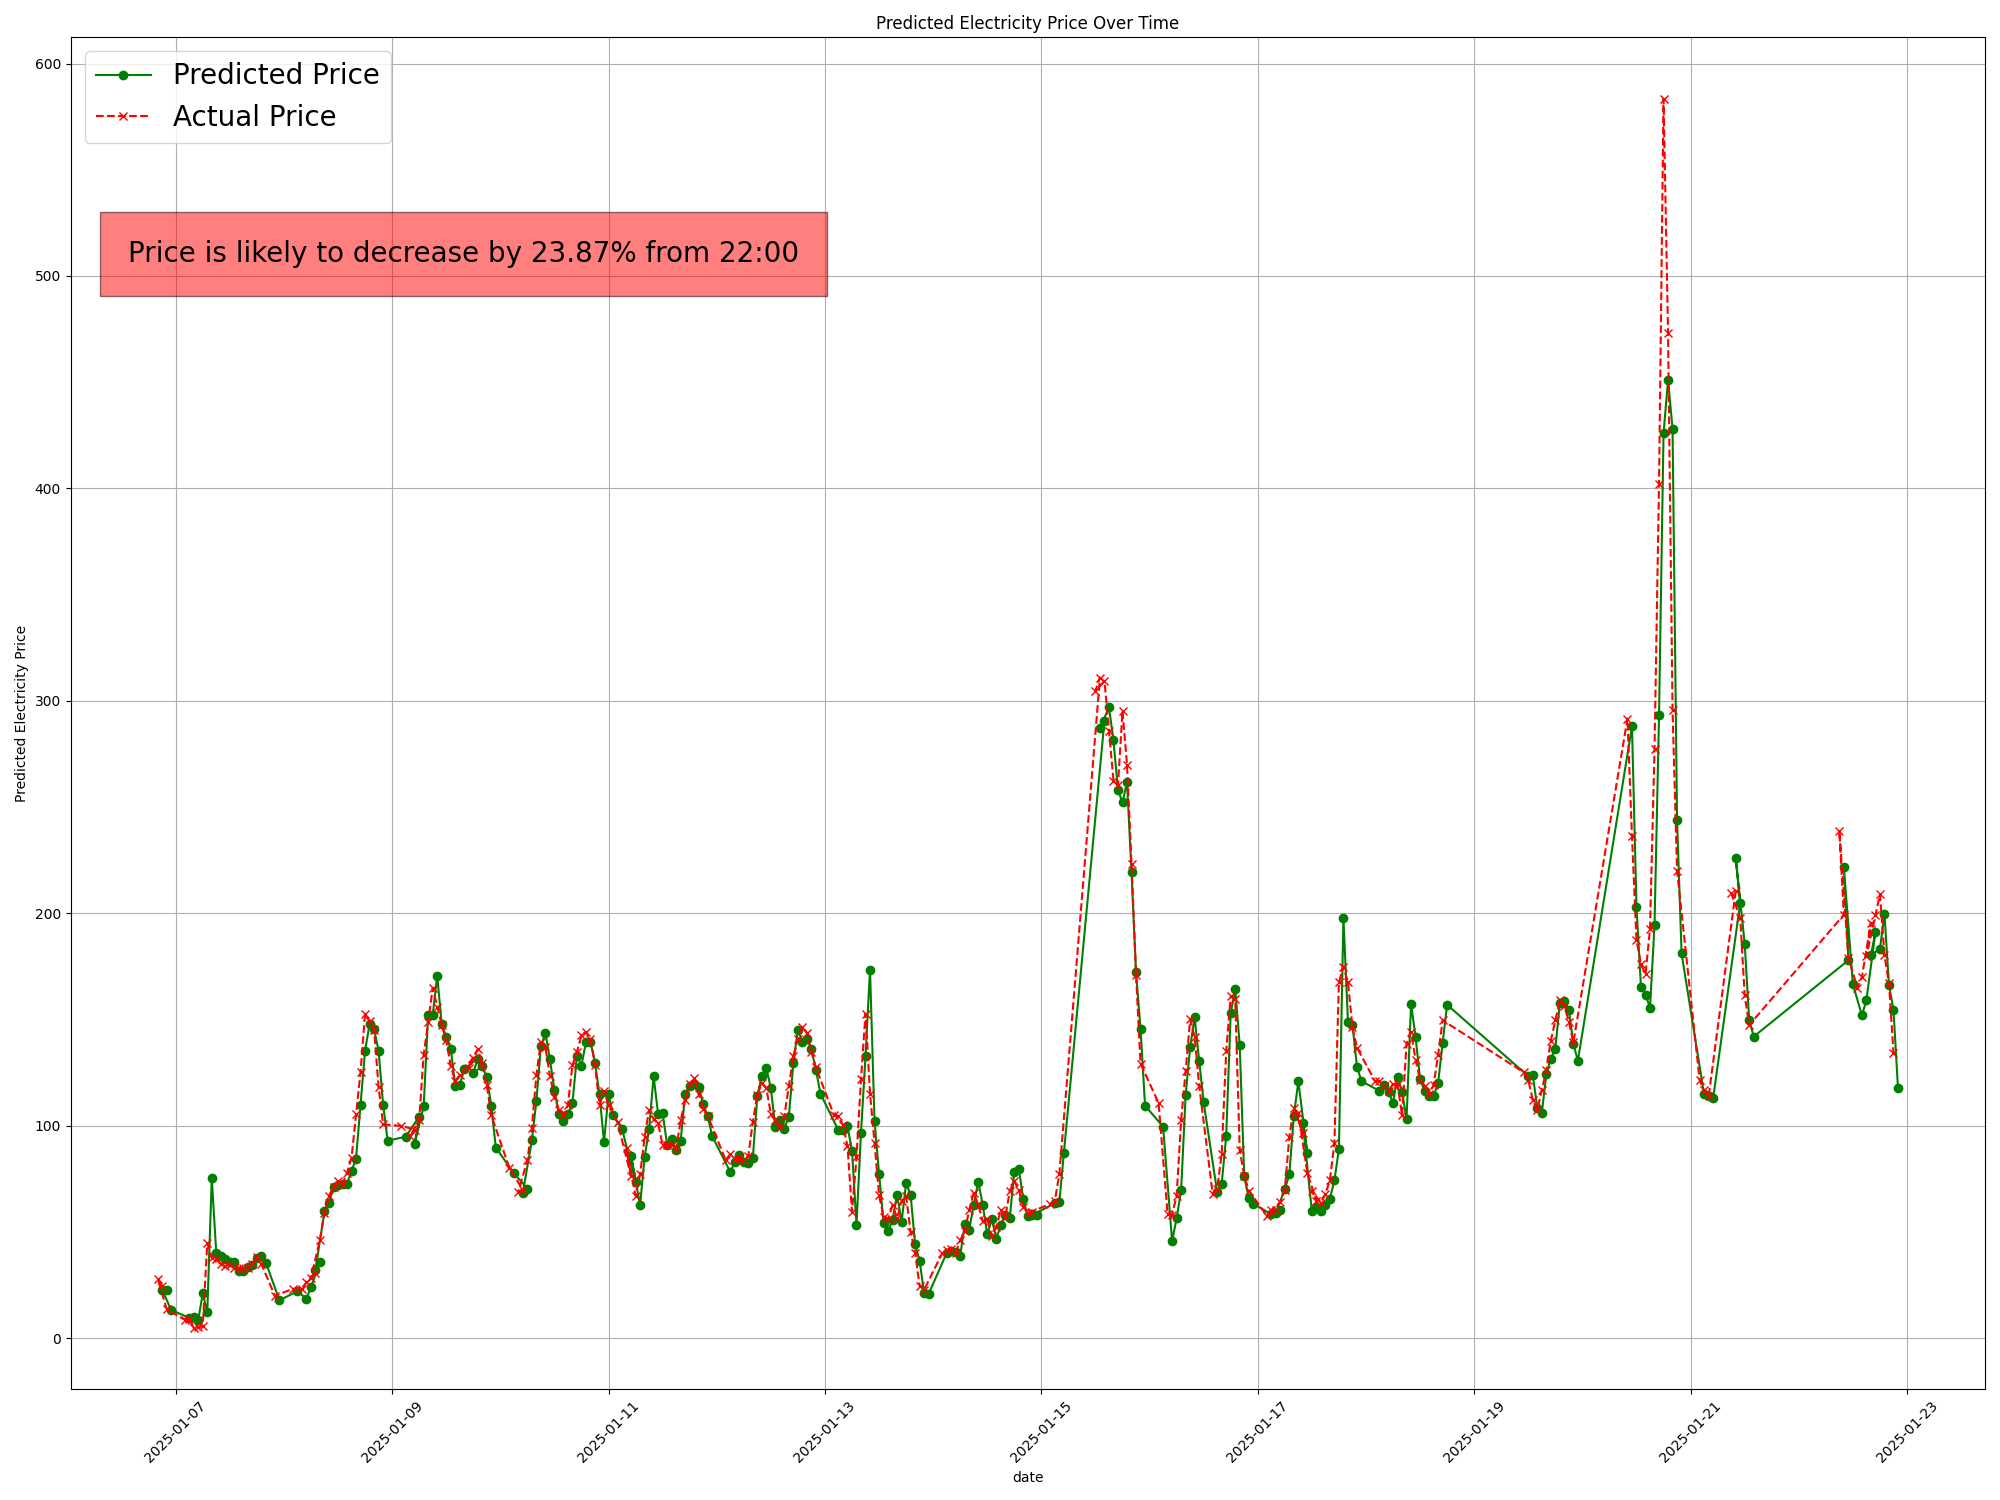 Predicted Electricity Price Over Time
Predicted Price
Actual Price
Price is likely to decrease by 23.87% from 22:00
Predicted Electricity Price
600
500
400
300
200
100
0
2025-01-07
2025-01-09
2025-01-11
2025-01-13
2025-01-15
2025-01-17
2025-01-19
2025-01-21
2025-01-23
date